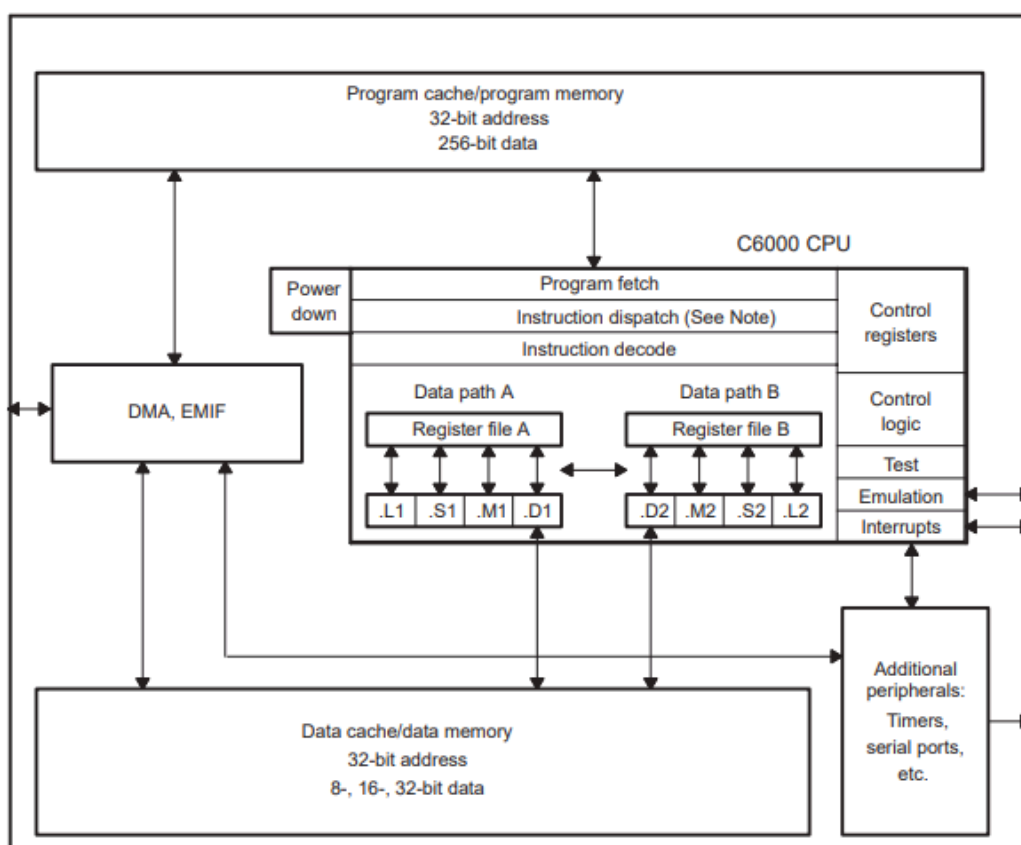 Program cache/program memory
32-bit address
256-bit data
C6000 CPU
Power
down
Program fetch
Instruction dispatch (See Note)
Instruction decode
Control
registers
DMA, EMIF
Data path A
Data path B
Register file A
Register file B
Control
logic
Test
.L1 .S1 .M1 .D1
.D2 .M2 .S2 .L2
Emulation
Interrupts
Data cache/data memory
32-bit address
8-, 16-, 32-bit data
Additional
peripherals:
Timers,
serial ports,
etc.